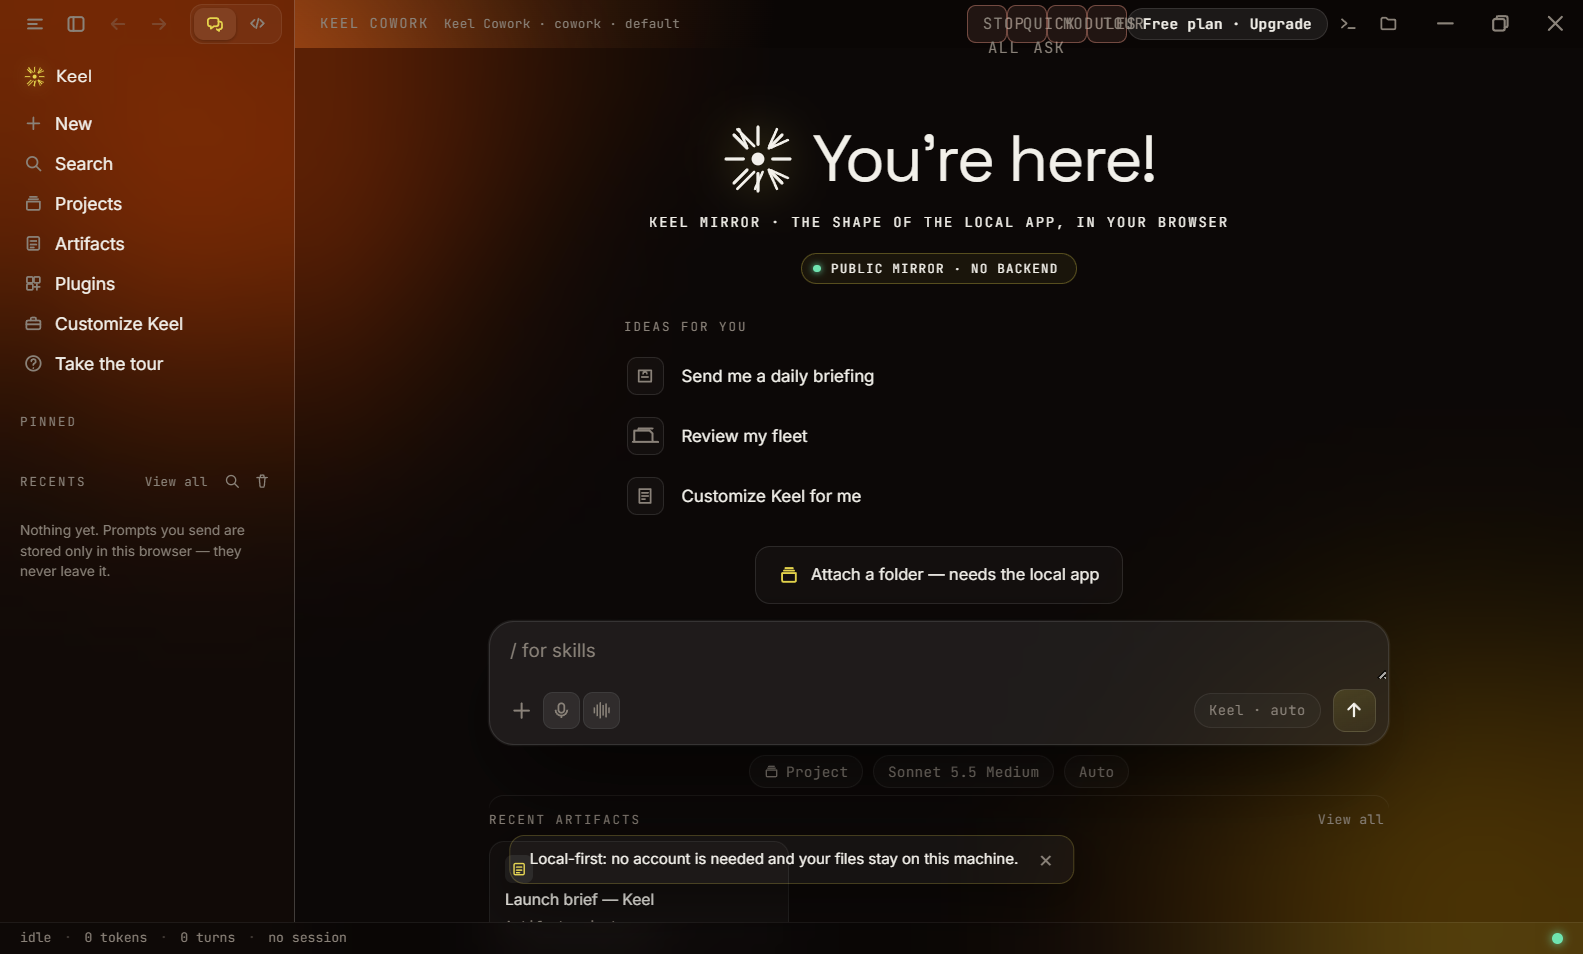 KEEL COWORK Keel Cowork · cowork · default
STOP ALL
QUICK ASK
MODULES
Free plan · Upgrade
Keel
New
Search
Projects
Artifacts
Plugins
Customize Keel
Take the tour
PINNED
RECENTS View all
Nothing yet. Prompts you send are
stored only in this browser — they
never leave it.
You’re here!
KEEL MIRROR · THE SHAPE OF THE LOCAL APP, IN YOUR BROWSER
PUBLIC MIRROR · NO BACKEND
IDEAS FOR YOU
Send me a daily briefing
Review my fleet
Customize Keel for me
Attach a folder — needs the local app
/ for skills
Keel · auto
Project Sonnet 5.5 Medium Auto
RECENT ARTIFACTS View all
Local-first: no account is needed and your files stay on this machine.
Launch brief — Keel
idle · 0 tokens · 0 turns · no session